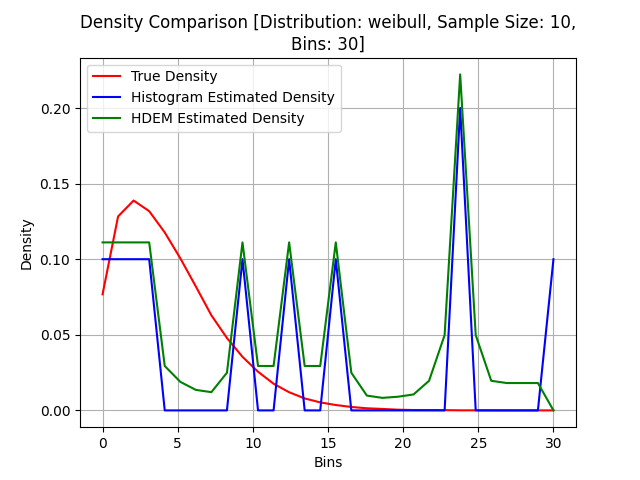 Density Comparison [Distribution: weibull, Sample Size: 10,
Bins: 30]
True Density
Histogram Estimated Density
HDEM Estimated Density
Density
0.20
0.15
0.10
0.05
0.00
0 5 10 15 20 25 30
Bins